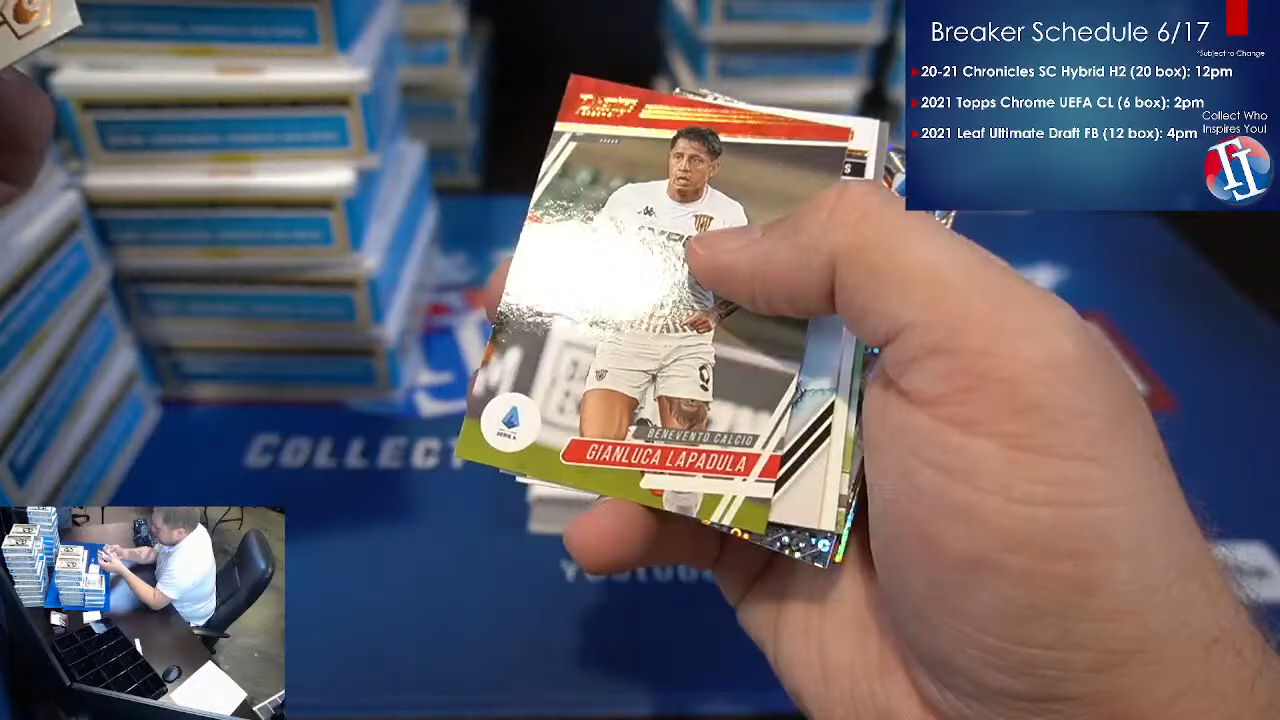 Breaker Schedule 6/17
*Subject to Change
20-21 Chronicles SC Hybrid H2 (20 box): 12pm
2021 Topps Chrome UEFA CL (6 box): 2pm
2021 Leaf Ultimate Draft FB (12 box): 4pm
Collect Who
Inspires You!
S
9
SERIE A
BENEVENTO CALCIO
GIANLUCA LAPADULA
COLLECT